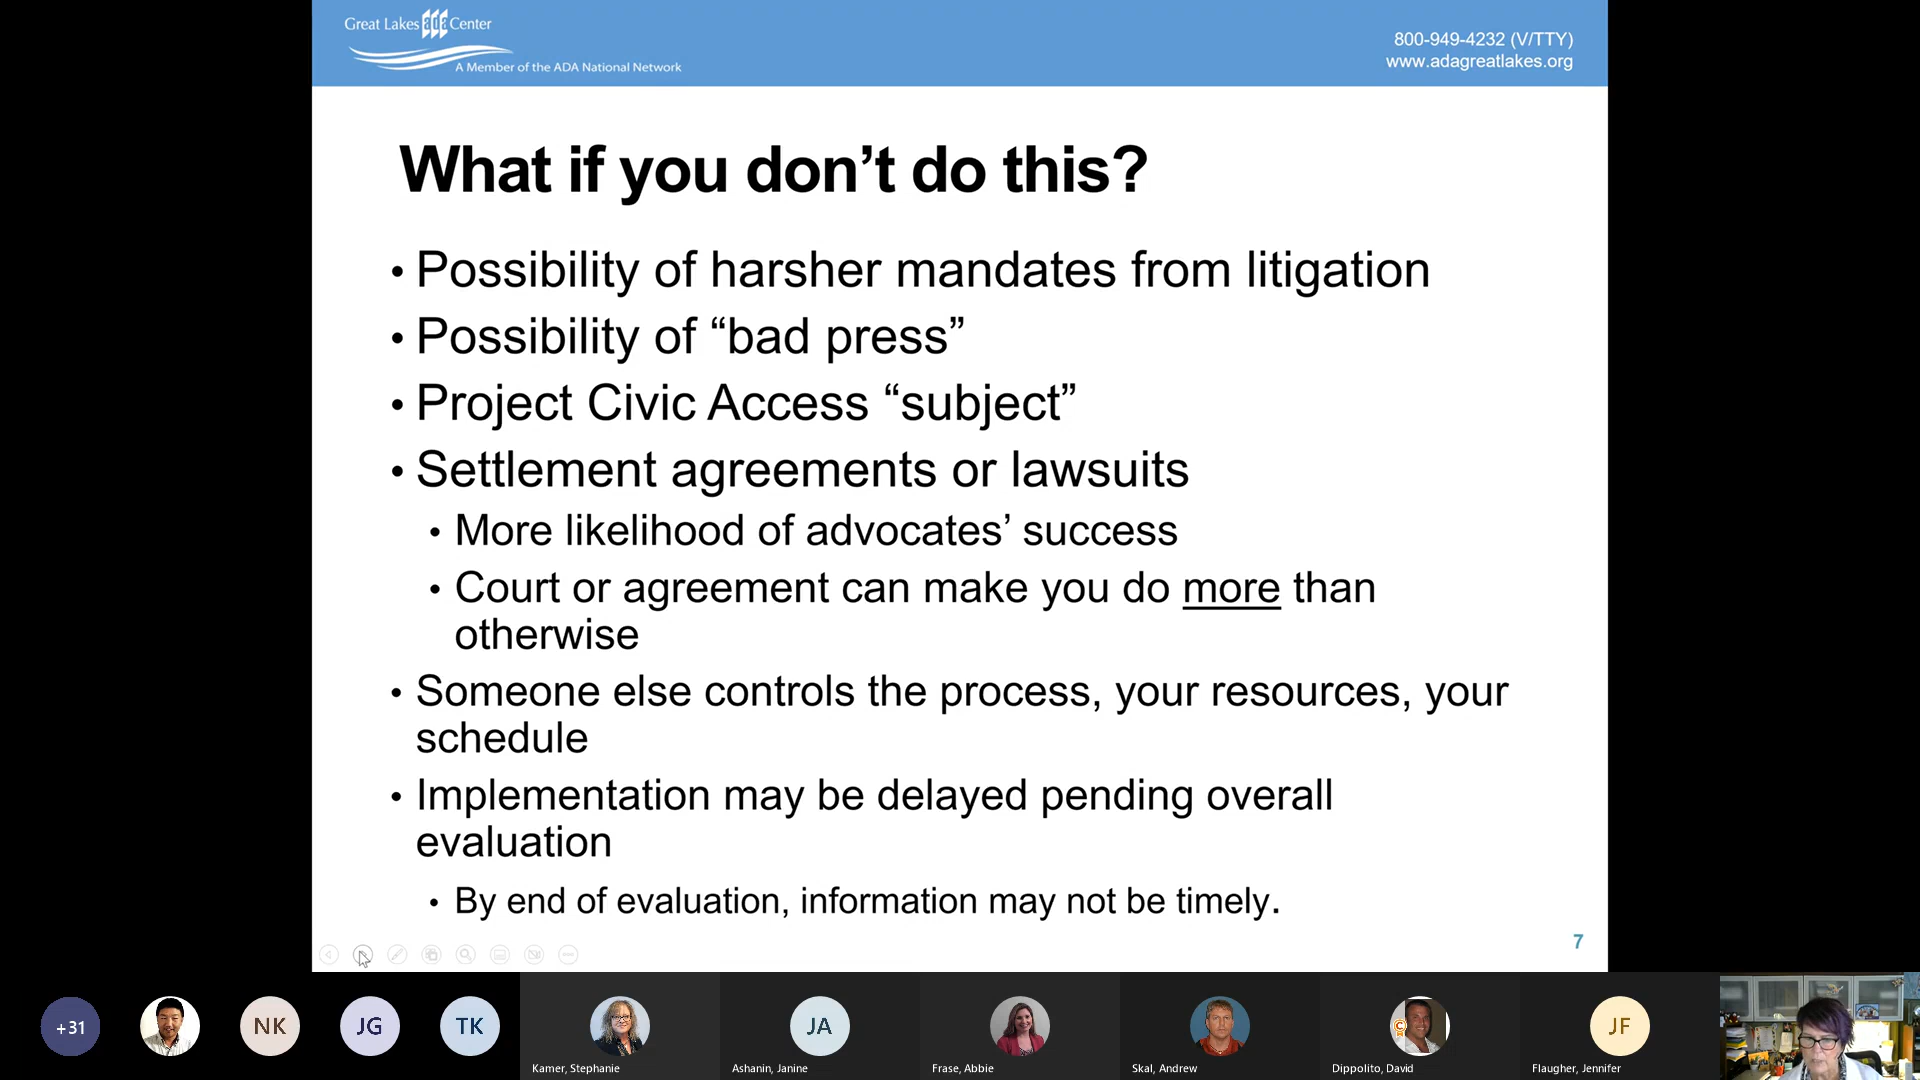 Great Lakes ada Center
A Member of the ADA National Network
800-949-4232 (V/TTY)
www.adagreatlakes.org
What if you don’t do this?
• Possibility of harsher mandates from litigation
• Possibility of “bad press”
• Project Civic Access “subject”
• Settlement agreements or lawsuits
• More likelihood of advocates’ success
• Court or agreement can make you do more than
otherwise
• Someone else controls the process, your resources, your
schedule
• Implementation may be delayed pending overall
evaluation
• By end of evaluation, information may not be timely.
7
+31
NK
JG
TK
JA
JF
Kamer, Stephanie
Ashanin, Janine
Frase, Abbie
Skal, Andrew
Dippolito, David
Flaugher, Jennifer